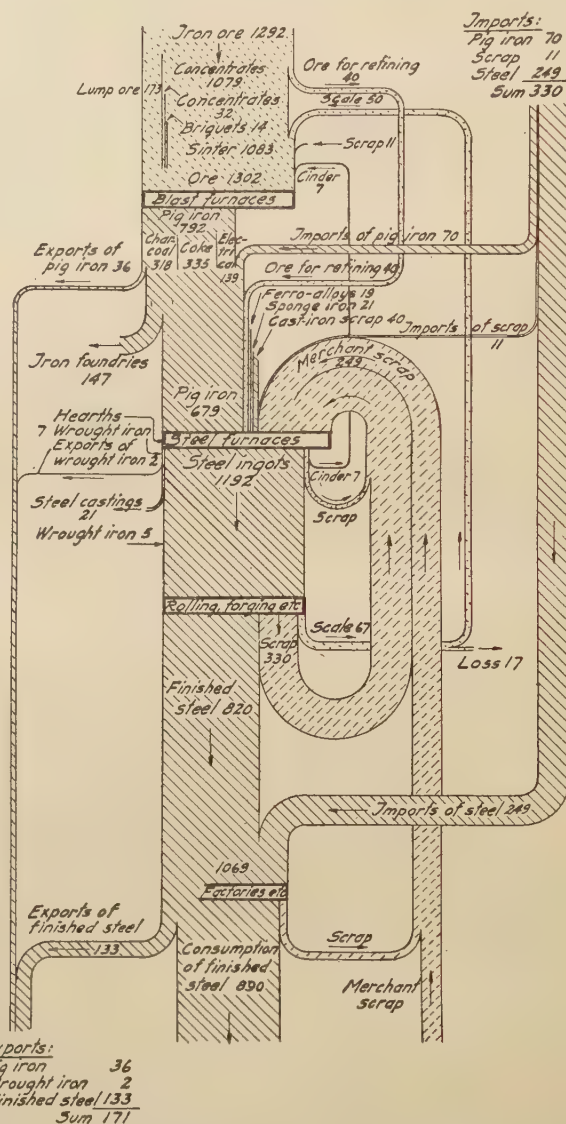 Imports:
Pig iron 70
Scrap 11
Steel 249
Sum 330
Iron ore 1292
Concentrates
1079
Lump ore 173
Concentrates
32
Briquets 14
Sinter 1083
Ore 1302
Ore for refining
40
Scale 50
Scrap 11
Cinder
7
Blast furnaces
Pig iron
792
Charcoal
318
Coke
335
Electrical
139
Exports of
pig iron 36
Imports of pig iron 70
Ore for refining 40
Ferro-alloys 19
Sponge iron 21
Cast-iron scrap 40
Imports of scrap
11
Iron foundries
147
Merchant scrap
249
Pig iron
679
Hearths
7 Wrought iron
Exports of
wrought iron 2
Steel furnaces
Steel ingots
1192
Cinder 7
Scrap
Steel castings
21
Wrought iron 5
Rolling, forging etc
Scrap
330
Scale 67
Loss 17
Finished
steel 820
Imports of steel 249
1069
Factories etc
Exports of
finished steel
133
Scrap
Consumption
of finished
steel 890
Merchant
scrap
xports:
ig iron 36
rought iron 2
inished steel 133
Sum 171